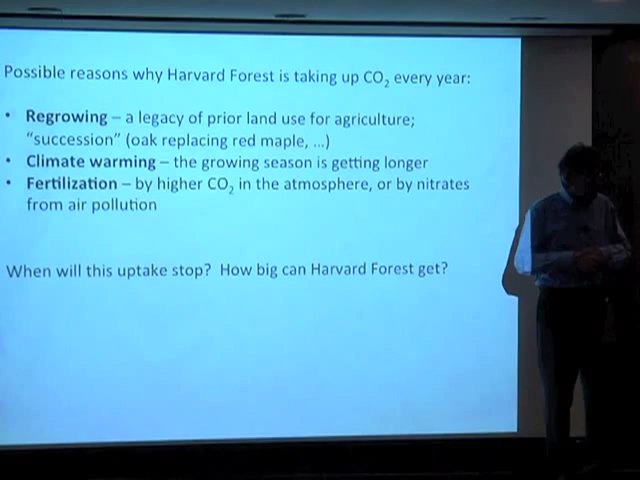 Possible reasons why Harvard Forest is taking up CO₂ every year:
• Regrowing – a legacy of prior land use for agriculture;
“succession” (oak replacing red maple, ...)
• Climate warming – the growing season is getting longer
• Fertilization – by higher CO₂ in the atmosphere, or by nitrates
from air pollution
When will this uptake stop?  How big can Harvard Forest get?